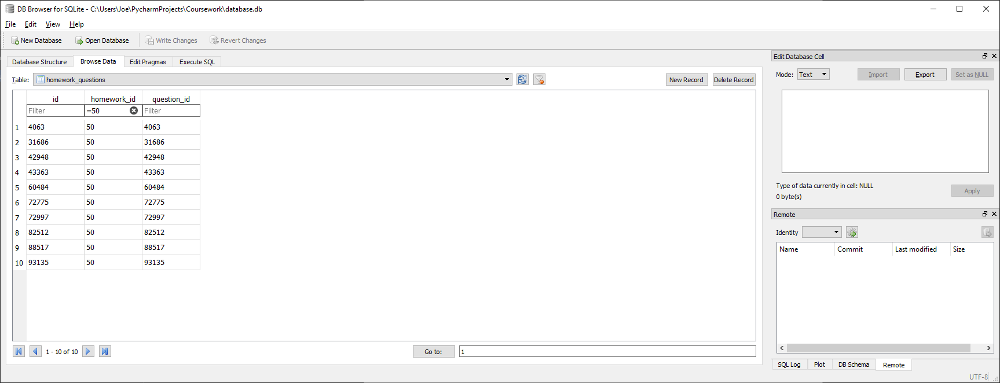 DB Browser for SQLite - C:\Users\Joe\PycharmProjects\Coursework\database.db
File Edit View Help
New Database Open Database Write Changes Revert Changes
Database Structure Browse Data Edit Pragmas Execute SQL
Table: homework_questions New Record Delete Record
id homework_id question_id
Filter =50 Filter
1 4063 50 4063
2 31686 50 31686
3 42948 50 42948
4 43363 50 43363
5 60484 50 60484
6 72775 50 72775
7 72997 50 72997
8 82512 50 82512
9 88517 50 88517
10 93135 50 93135
1 - 10 of 10 Go to: 1
Edit Database Cell
Mode: Text Import Export Set as NULL
Type of data currently in cell: NULL
0 byte(s)
Apply
Remote
Identity
Name Commit Last modified Size
SQL Log Plot DB Schema Remote
UTF-8